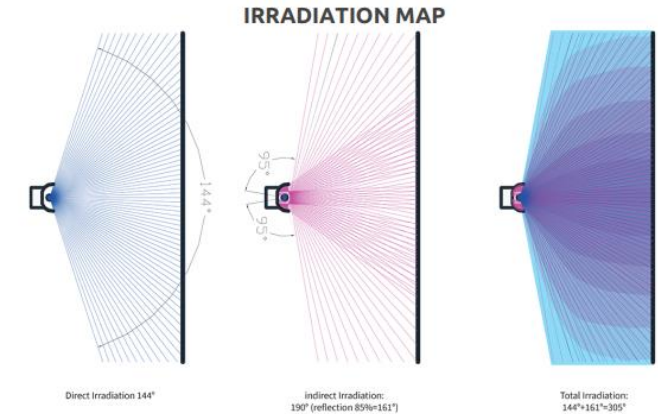 IRRADIATION MAP
144°
95°
95°
Direct Irradiation 144°
indirect Irradiation:
190° (reflection 85%=161°)
Total Irradiation:
144°+161°=305°